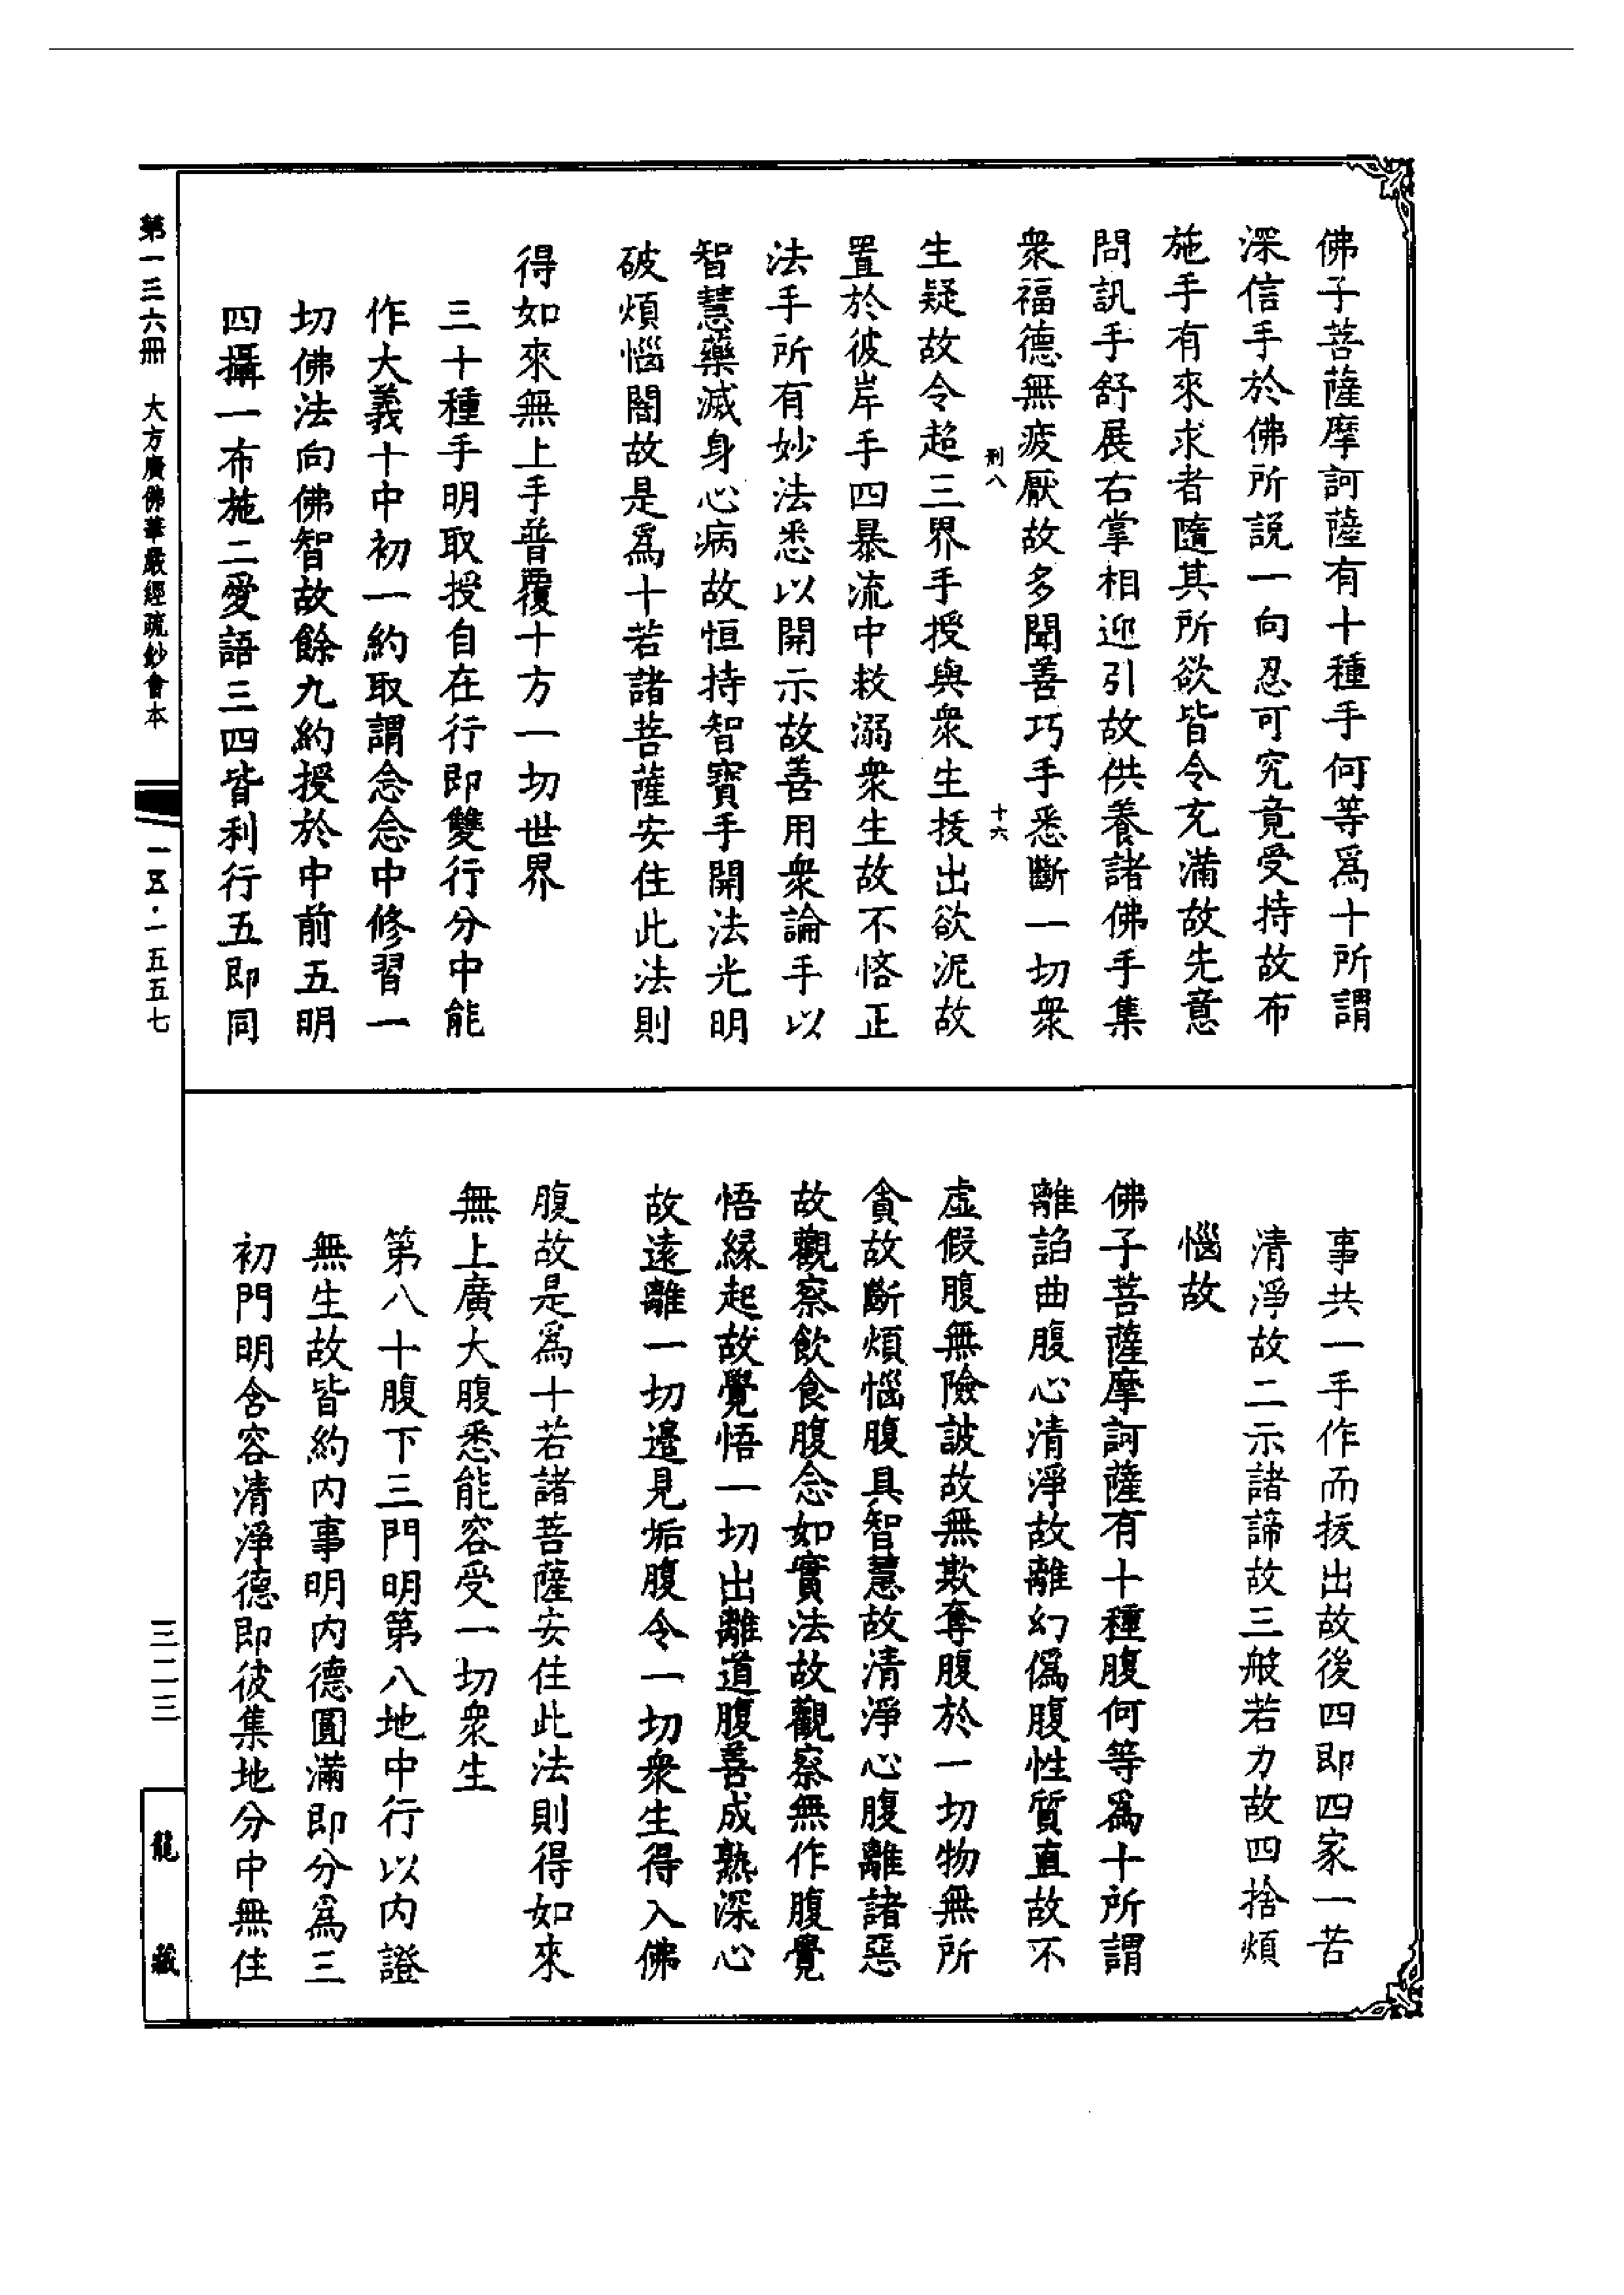 佛子菩薩摩訶薩有十種手何等爲十所謂
深信手於佛所說一向忍可究竟受持故布
施手有來求者隨其所欲皆令充滿故先意
問訊手舒展右掌相迎引故供養諸佛手集
衆福德無疲厭故多聞善巧手悉斷一切衆
刑八
十六
生疑故令超三界手授與衆生拔出欲泥故
置於彼岸手四暴流中救溺衆生故不悋正
法手所有妙法悉以開示故善用衆論手以
智慧藥滅身心病故恒持智寶手開法光明
破煩惱闇故是爲十若諸菩薩安住此法則
得如來無上手普覆十方一切世界
三十種手明取授自在行即雙行分中能
作大義十中初一約取謂念念中修習一
切佛法向佛智故餘九約授於中前五明
四攝一布施二愛語三四皆利行五即同
事共一手作而拔出故後四即四家一苦
清淨故二示諸諦故三般若力故四捨煩
惱故
佛子菩薩摩訶薩有十種腹何等爲十所謂
離諂曲腹心清淨故離幻僞腹性質直故不
虛假腹無險詖故無欺奪腹於一切物無所
貪故斷煩惱腹具智慧故清淨心腹離諸惡
故觀察飲食腹念如實法故觀察無作腹覺
悟緣起故覺悟一切出離道腹善成熟深心
故遠離一切邊見垢腹令一切衆生得入佛
腹故是爲十若諸菩薩安住此法則得如來
無上廣大腹悉能容受一切衆生
第八十腹下三門明第八地中行以內證
無生故皆約內事明內德圓滿即分爲三
初門明含容清淨德即彼集地分中無住
第一三六冊 大方廣佛華嚴經疏鈔會本
一五·一五五七
三二三
龍藏